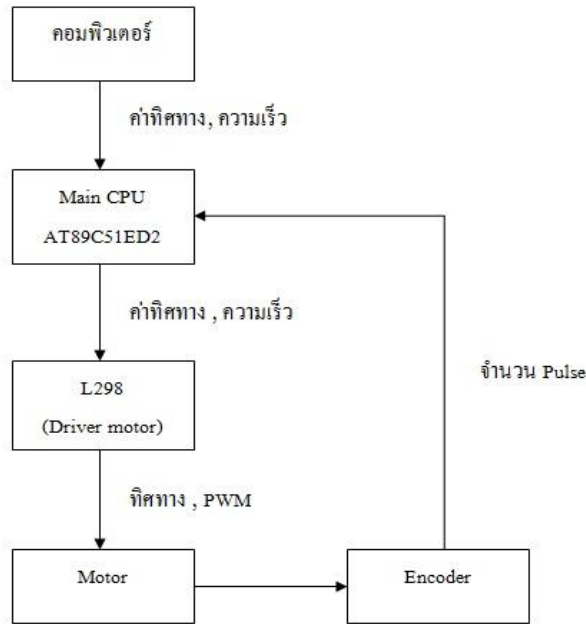 คอมพิวเตอร์
ค่าทิศทาง, ความเร็ว
Main CPU
AT89C51ED2
ค่าทิศทาง , ความเร็ว
L298
(Driver motor)
จำนวน Pulse
ทิศทาง , PWM
Motor
Encoder